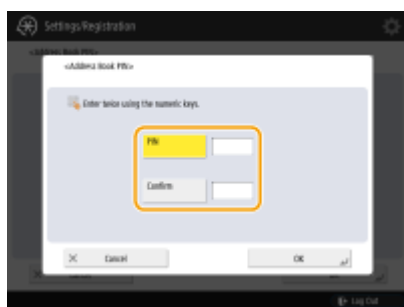 Settings/Registration
<Address Book PIN>
<Address Book PIN>
Enter twice using the numeric keys.
PIN
Confirm
Cancel
OK
Cancel
Log Out